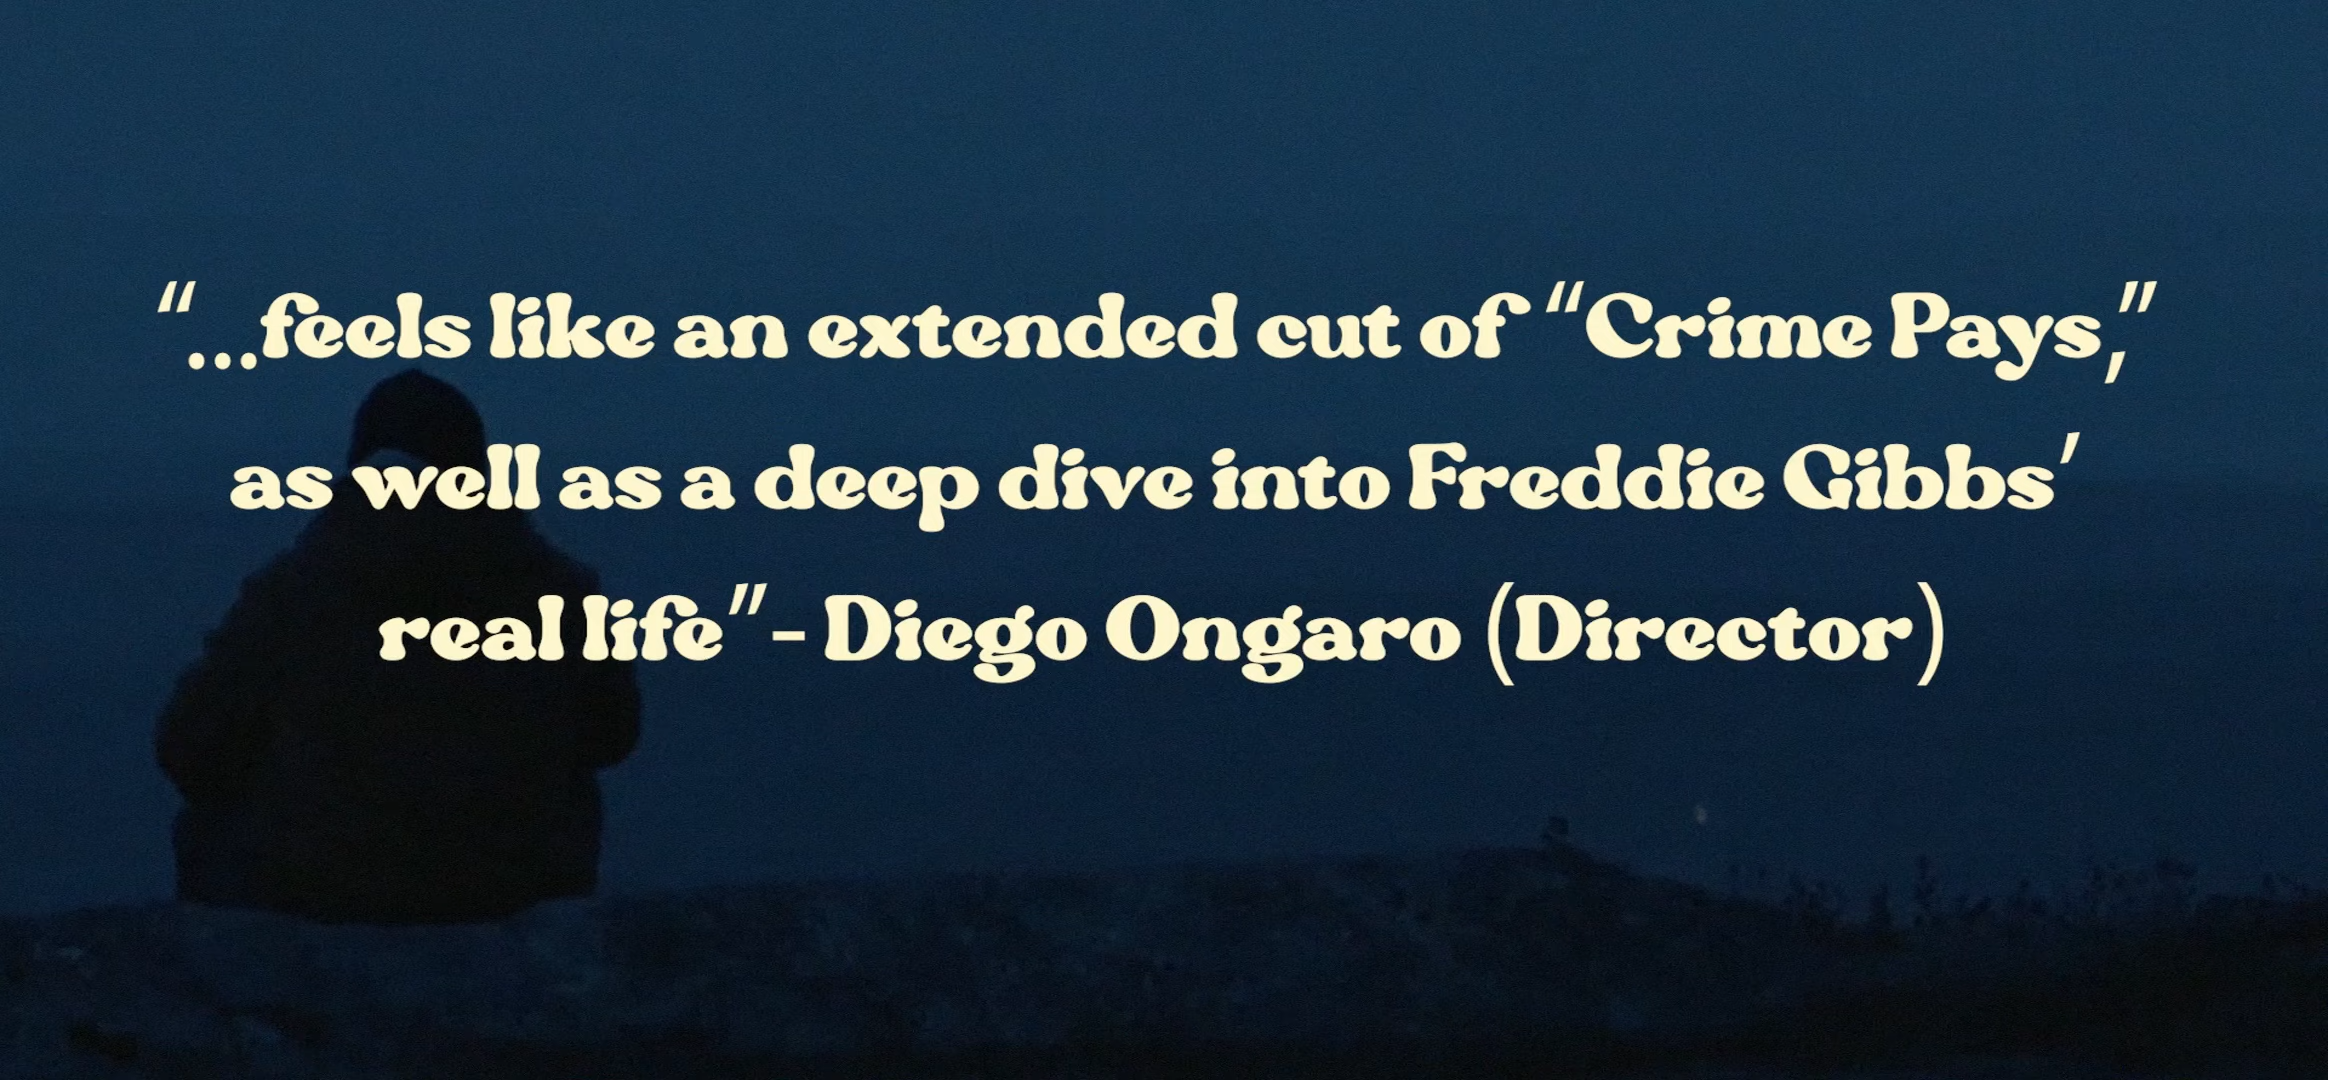 “...feels like an extended cut of “Crime Pays,”
as well as a deep dive into Freddie Gibbs’
real life”- Diego Ongaro (Director)